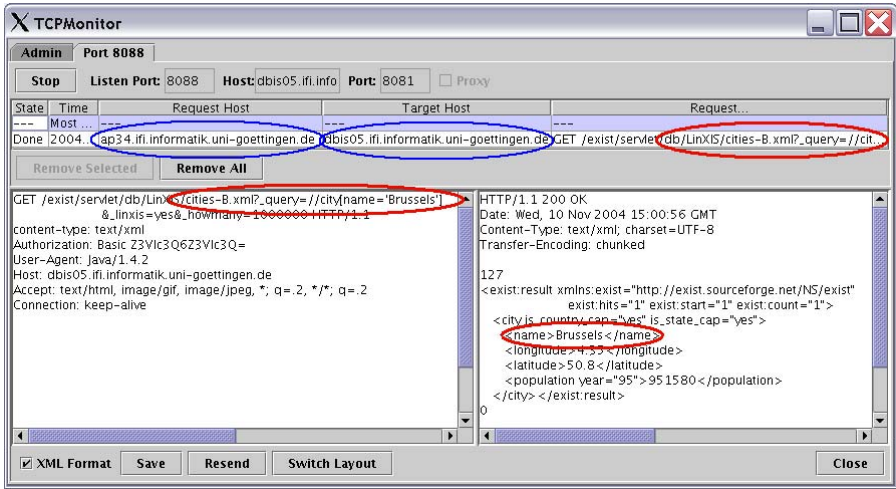 TCPMonitor
Admin Port 8088
Stop Listen Port: 8088 Host: dbis05.ifi.info Port: 8081 Proxy
State Time Request Host Target Host Request...
--- Most ... --- --- ---
Done 2004... ap34.ifi.informatik.uni-goettingen.de dbis05.ifi.informatik.uni-goettingen.de GET /exist/servlet/db/LinXIS/cities-B.xml?_query=//cit...
Remove Selected Remove All
GET /exist/servlet/db/LinXIS/cities-B.xml?_query=//city[name='Brussels']
&_linxis=yes&_howmany=1000000 HTTP/1.1
content-type: text/xml
Authorization: Basic Z3Vlc3Q6Z3Vlc3Q=
User-Agent: Java/1.4.2
Host: dbis05.ifi.informatik.uni-goettingen.de
Accept: text/html, image/gif, image/jpeg, *; q=.2, */*; q=.2
Connection: keep-alive
HTTP/1.1 200 OK
Date: Wed, 10 Nov 2004 15:00:56 GMT
Content-Type: text/xml; charset=UTF-8
Transfer-Encoding: chunked
127
<exist:result xmlns:exist="http://exist.sourceforge.net/NS/exist"
exist:hits="1" exist:start="1" exist:count="1">
<city is_country_cap="yes" is_state_cap="yes">
<name>Brussels</name>
<longitude>4.35</longitude>
<latitude>50.8</latitude>
<population year="95">951580</population>
</city></exist:result>
0
XML Format Save Resend Switch Layout Close